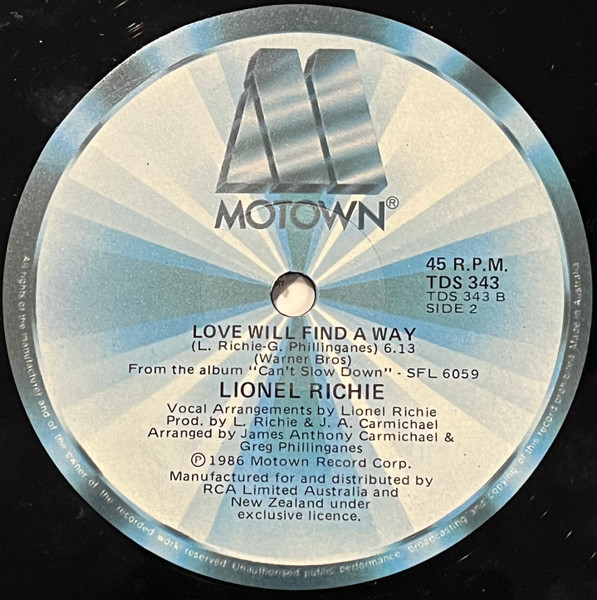 M
MOTOWN®
45 R.P.M.
TDS 343
TDS 343 B
SIDE 2
LOVE WILL FIND A WAY
(L. Richie-G. Phillinganes) 6.13
(Warner Bros)
From the album "Can't Slow Down" - SFL 6059
LIONEL RICHIE
Vocal Arrangements by Lionel Richie
Prod. by L. Richie & J. A. Carmichael
Arranged by James Anthony Carmichael &
Greg Phillinganes
℗ 1986 Motown Record Corp.
Manufactured for and distributed by
RCA Limited Australia and
New Zealand under
exclusive licence.
All rights of the manufacturer and of the owner of the recorded work reserved. Unauthorised public performance, broadcasting and copying of this record prohibited. Made in Australia